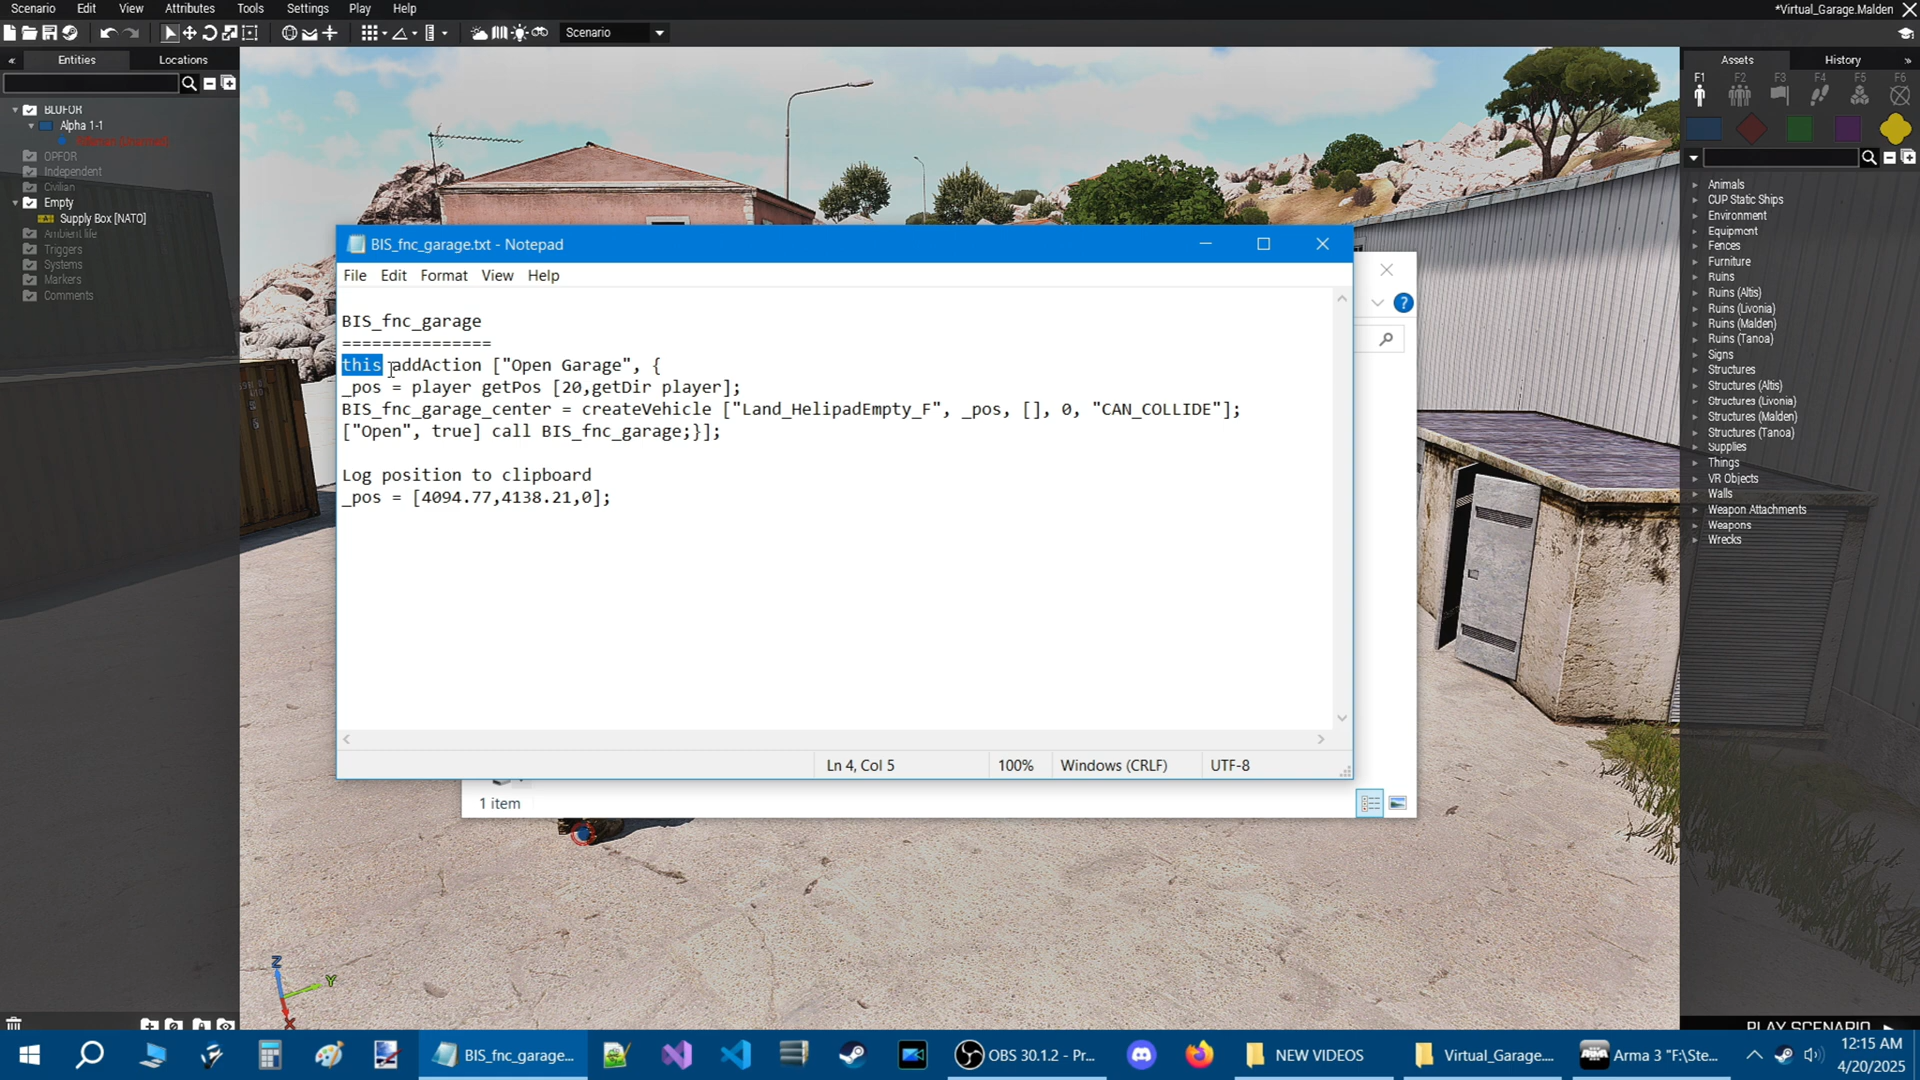 Scenario Edit View Attributes Tools Settings Play Help
*Virtual_Garage.Malden
Scenario
Entities Locations
BLUFOR
Alpha 1-1
OPFOR
Independent
Civilian
Empty
Supply Box [NATO]
Ambient life
Triggers
Systems
Markers
Comments
Assets History
F1 F2 F3 F4 F5 F6
Animals
CUP Static Ships
Environment
Equipment
Fences
Furniture
Ruins
Ruins (Altis)
Ruins (Livonia)
Ruins (Malden)
Ruins (Tanoa)
Signs
Structures
Structures (Altis)
Structures (Livonia)
Structures (Malden)
Structures (Tanoa)
Supplies
Things
VR Objects
Walls
Weapon Attachments
Weapons
Wrecks
BIS_fnc_garage.txt - Notepad
File Edit Format View Help
BIS_fnc_garage
===============
this addAction ["Open Garage", {
_pos = player getPos [20,getDir player];
BIS_fnc_garage_center = createVehicle ["Land_HelipadEmpty_F", _pos, [], 0, "CAN_COLLIDE"];
["Open", true] call BIS_fnc_garage;}];
Log position to clipboard
_pos = [4094.77,4138.21,0];
Ln 4, Col 5 100% Windows (CRLF) UTF-8
1 item
Z
Y
X
PLAY SCENARIO
BIS_fnc_garage... OBS 30.1.2 - Pr... NEW VIDEOS Virtual_Garage.... Arma 3 "F:\Ste...
12:15 AM
4/20/2025